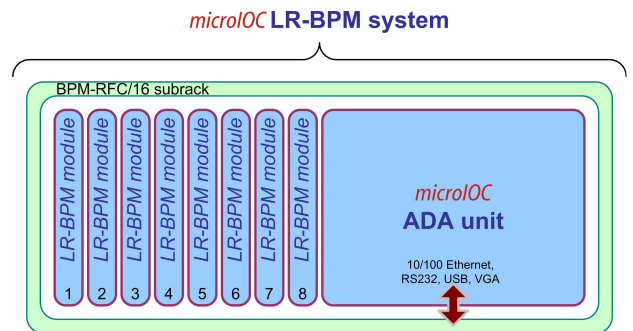 microIOC LR-BPM system
BPM-RFC/16 subrack
LR-BPM module
LR-BPM module
LR-BPM module
LR-BPM module
LR-BPM module
LR-BPM module
LR-BPM module
LR-BPM module
1 2 3 4 5 6 7 8
microIOC
ADA unit
10/100 Ethernet,
RS232, USB, VGA